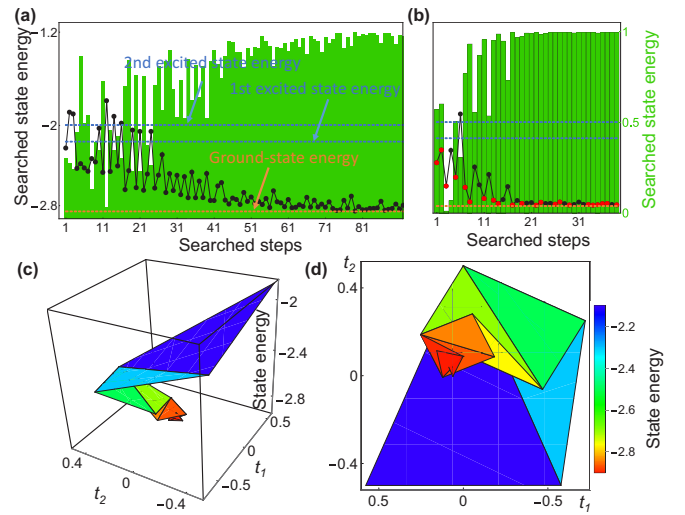 (a)
(b)
Searched state energy
-1.2
-2
-2.8
2nd excited state energy
1st excited state energy
Ground-state energy
1 11 21 31 41 51 61 71 81
Searched steps
1 11 21 31
Searched steps
1
0.5
0
Searched state energy
(c)
-2
-2.4
-2.8
State energy
0.5
0
-0.5
t1
0.4
0
-0.4
t2
(d)
t2
0.4
0
-0.4
0.5 0 -0.5 t1
-2.2
-2.4
-2.6
-2.8
State energy